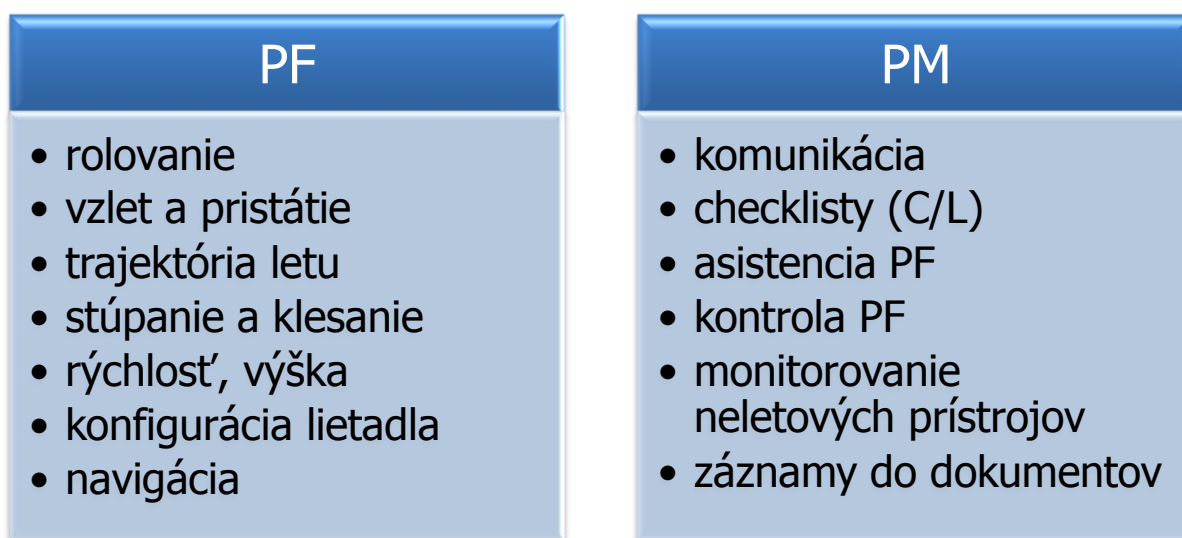 PF
• rolovanie
• vzlet a pristátie
• trajektória letu
• stúpanie a klesanie
• rýchlosť, výška
• konfigurácia lietadla
• navigácia
PM
• komunikácia
• checklisty (C/L)
• asistencia PF
• kontrola PF
• monitorovanie
neletových prístrojov
• záznamy do dokumentov